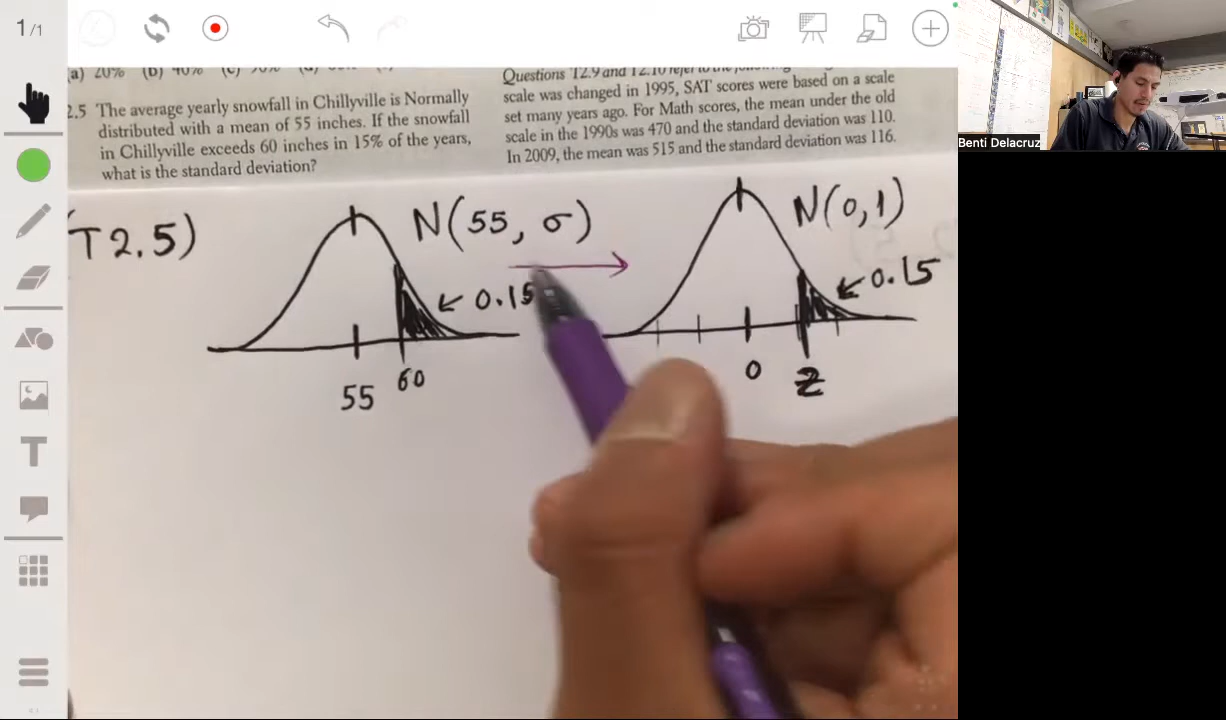 1/1
(a) 20% (b) 40% (c)
2.5 The average yearly snowfall in Chillyville is Normally
distributed with a mean of 55 inches. If the snowfall
in Chillyville exceeds 60 inches in 15% of the years,
what is the standard deviation?
Questions T2.9 and T2.10 refer to the following
scale was changed in 1995, SAT scores were based on a scale
set many years ago. For Math scores, the mean under the old
scale in the 1990s was 470 and the standard deviation was 110.
In 2009, the mean was 515 and the standard deviation was 116.
Benti Delacruz
T2.5)
N(55, σ)
0.15
55
60
N(0,1)
0.15
0
Z
T